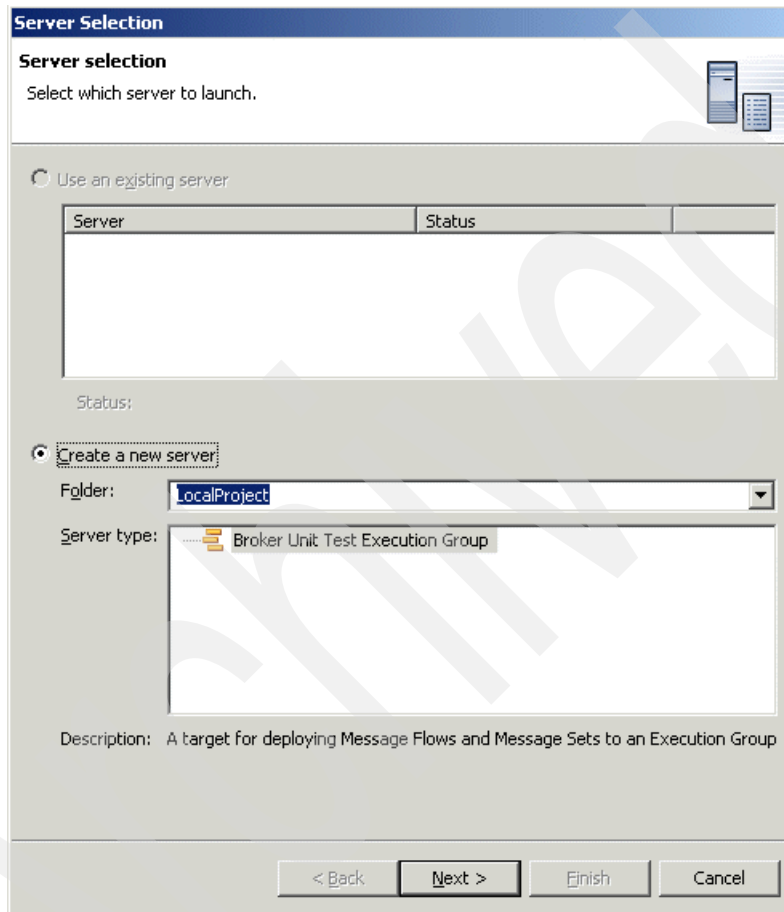 Server Selection
Server selection
Select which server to launch.
Use an existing server
Server Status
Status:
Create a new server
Folder: LocalProject
Server type: Broker Unit Test Execution Group
Description: A target for deploying Message Flows and Message Sets to an Execution Group
< Back Next > Finish Cancel